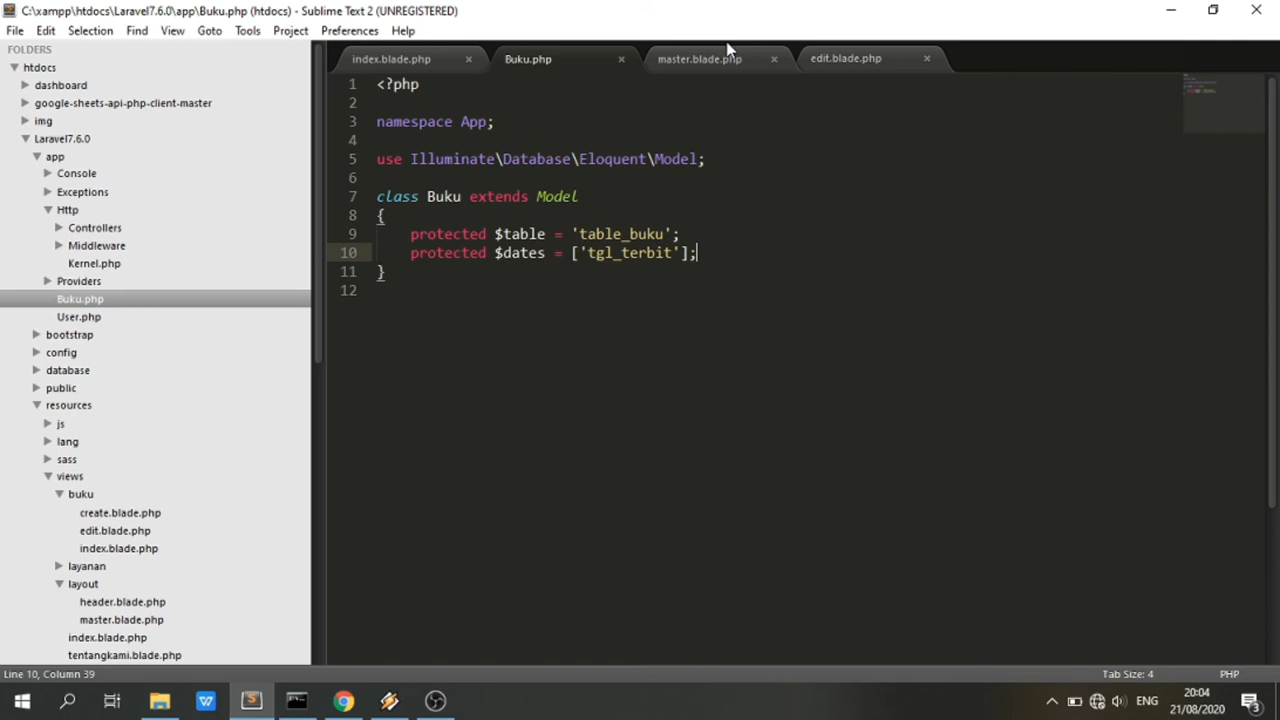 C:\xampp\htdocs\Laravel7.6.0\app\Buku.php (htdocs) - Sublime Text 2 (UNREGISTERED)
File Edit Selection Find View Goto Tools Project Preferences Help
FOLDERS
htdocs
dashboard
google-sheets-api-php-client-master
img
Laravel7.6.0
app
Console
Exceptions
Http
Controllers
Middleware
Kernel.php
Providers
Buku.php
User.php
bootstrap
config
database
public
resources
js
lang
sass
views
buku
create.blade.php
edit.blade.php
index.blade.php
layanan
layout
header.blade.php
master.blade.php
index.blade.php
tentangkami.blade.php
index.blade.php Buku.php master.blade.php edit.blade.php
1 <?php
2
3 namespace App;
4
5 use Illuminate\Database\Eloquent\Model;
6
7 class Buku extends Model
8 {
9 protected $table = 'table_buku';
10 protected $dates = ['tgl_terbit'];
11 }
12
Line 10, Column 39 Tab Size: 4 PHP
ENG
20:04
21/08/2020
3